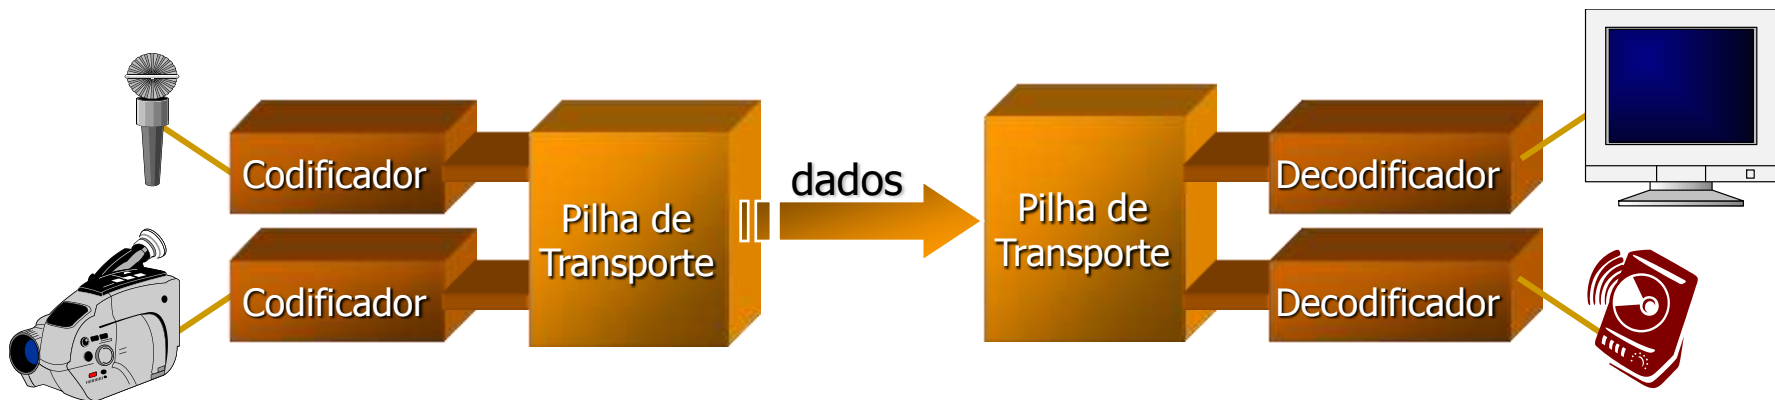 Codificador
Codificador
Pilha de
Transporte
dados
Pilha de
Transporte
Decodificador
Decodificador